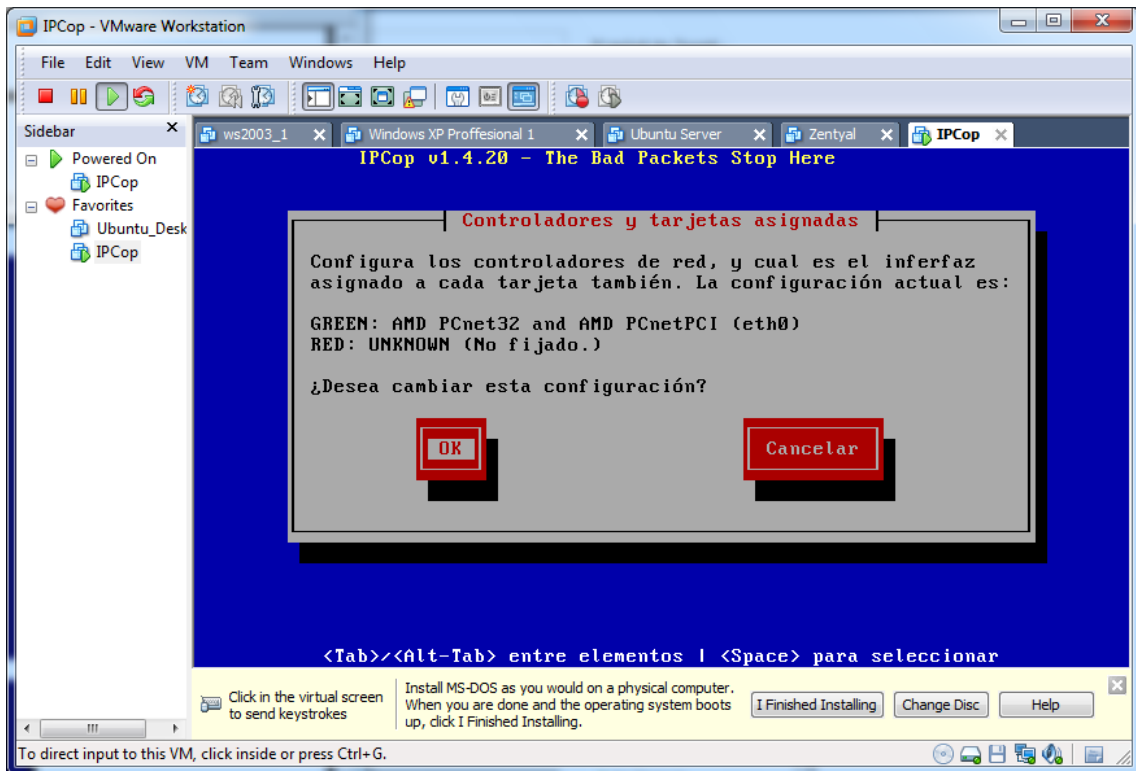 IPCop - VMware Workstation
File Edit View VM Team Windows Help
Sidebar
Powered On
IPCop
Favorites
Ubuntu_Desk
IPCop
ws2003_1 Windows XP Proffesional 1 Ubuntu Server Zentyal IPCop
IPCop v1.4.20 - The Bad Packets Stop Here
Controladores y tarjetas asignadas
Configura los controladores de red, y cual es el inferfaz
asignado a cada tarjeta también. La configuración actual es:
GREEN: AMD PCnet32 and AMD PCnetPCI (eth0)
RED: UNKNOWN (No fijado.)
¿Desea cambiar esta configuración?
OK Cancelar
<Tab>/<Alt-Tab> entre elementos | <Space> para seleccionar
Click in the virtual screen
to send keystrokes
Install MS-DOS as you would on a physical computer.
When you are done and the operating system boots
up, click I Finished Installing.
I Finished Installing Change Disc Help
To direct input to this VM, click inside or press Ctrl+G.